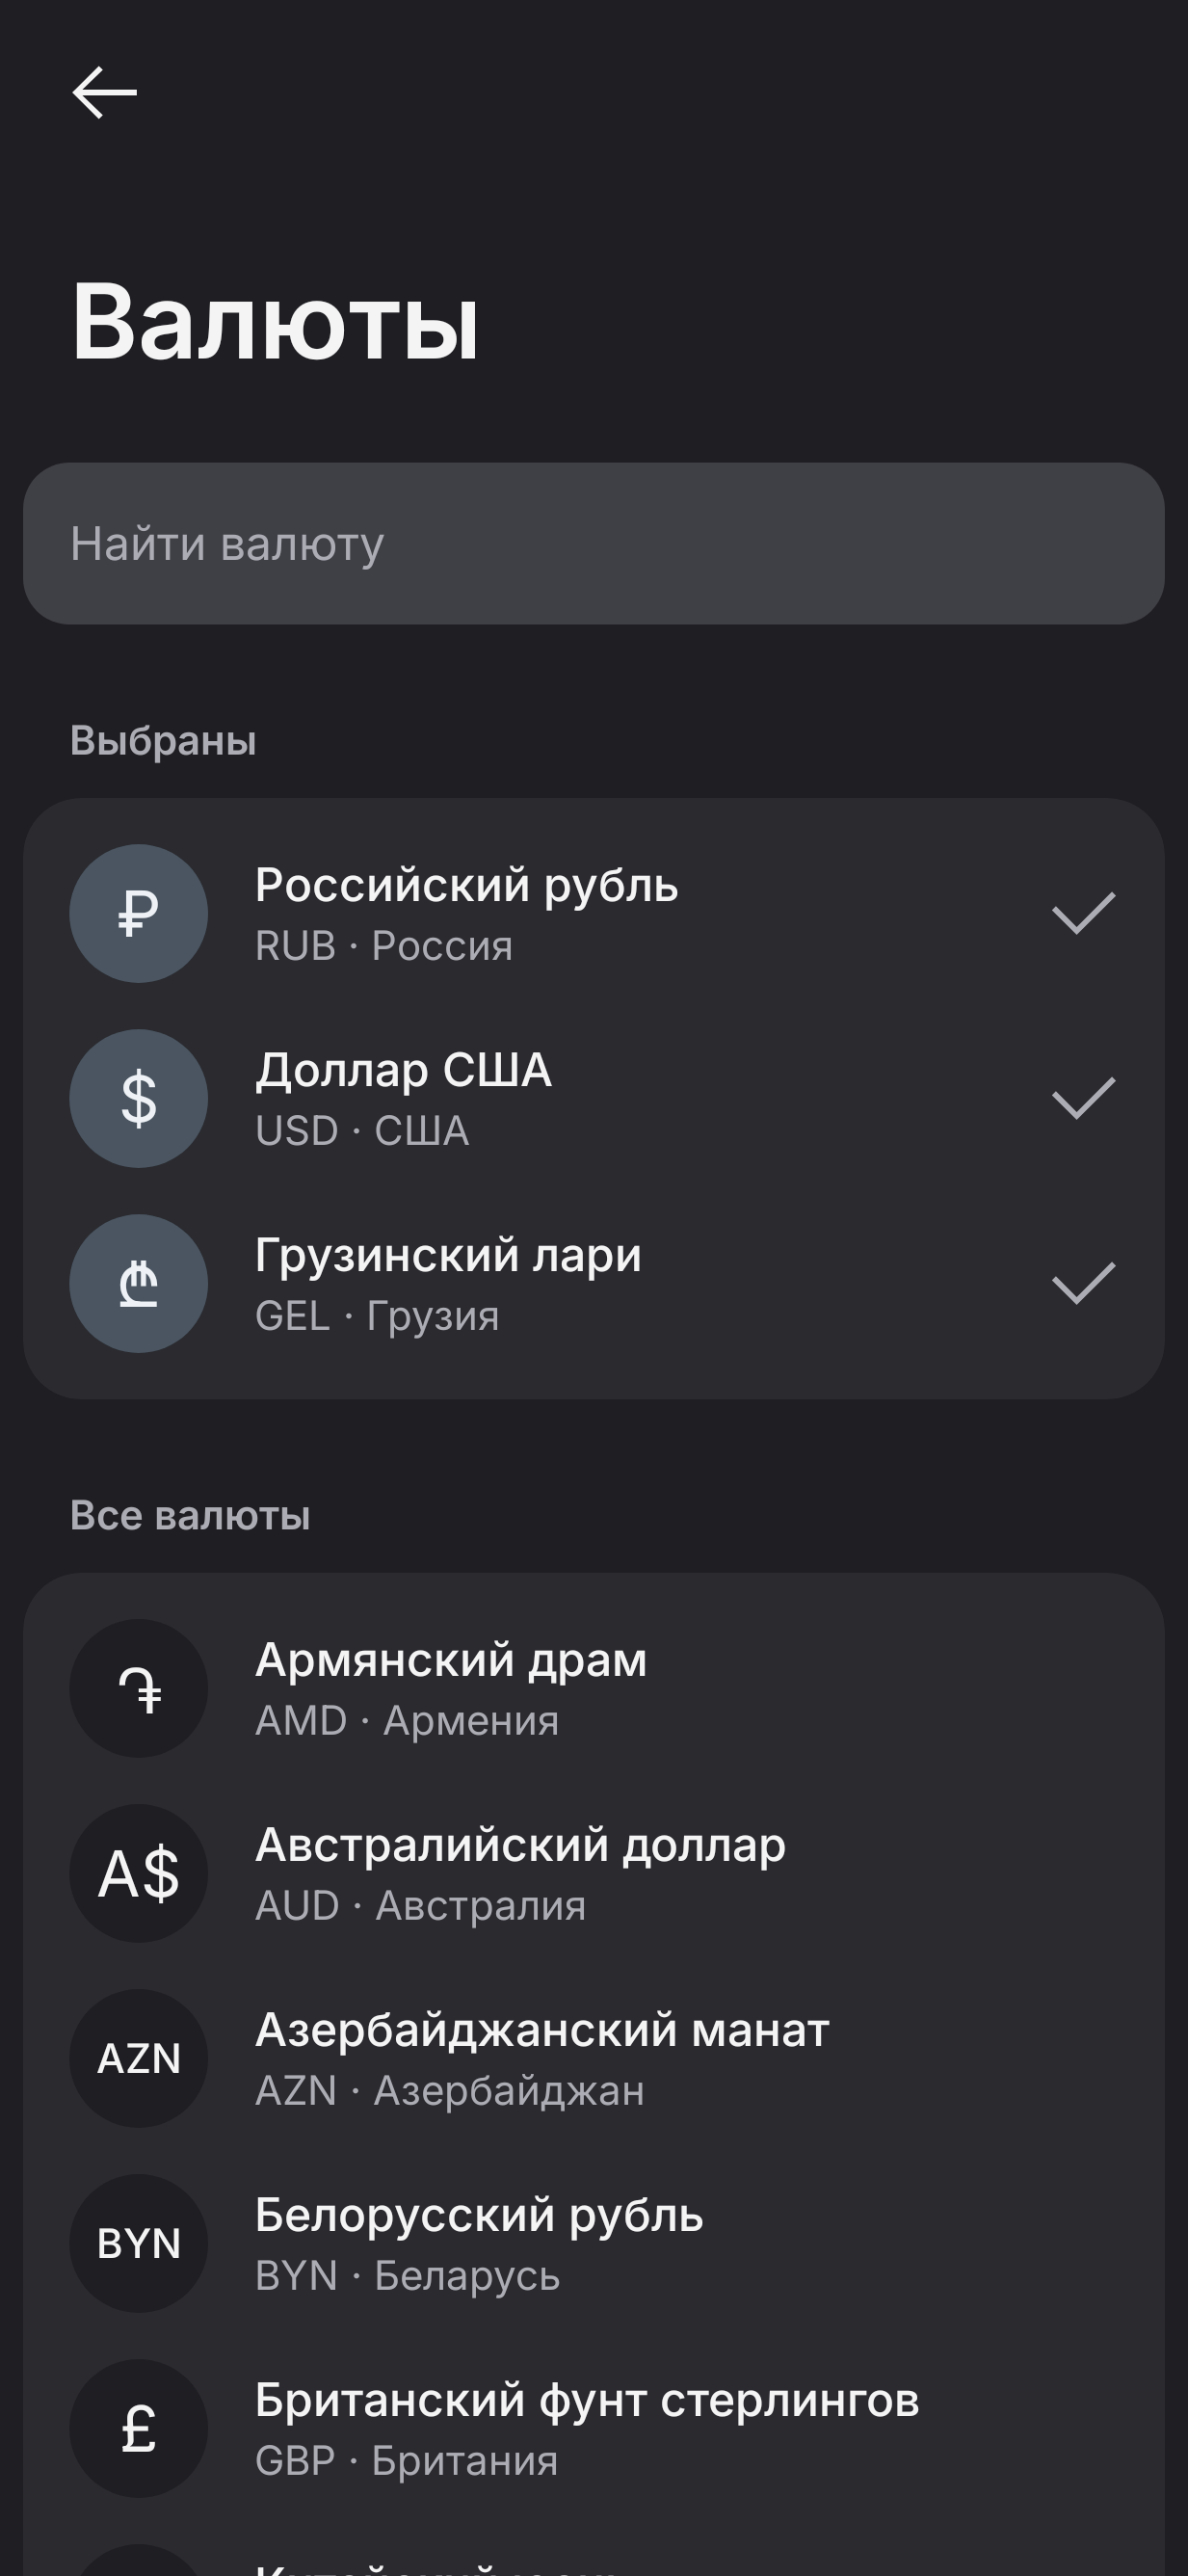 Валюты
Найти валюту
Выбраны
₽
Российский рубль
RUB · Россия
$
Доллар США
USD · США
₾
Грузинский лари
GEL · Грузия
Все валюты
֏
Армянский драм
AMD · Армения
A$
Австралийский доллар
AUD · Австралия
AZN
Азербайджанский манат
AZN · Азербайджан
BYN
Белорусский рубль
BYN · Беларусь
£
Британский фунт стерлингов
GBP · Британия